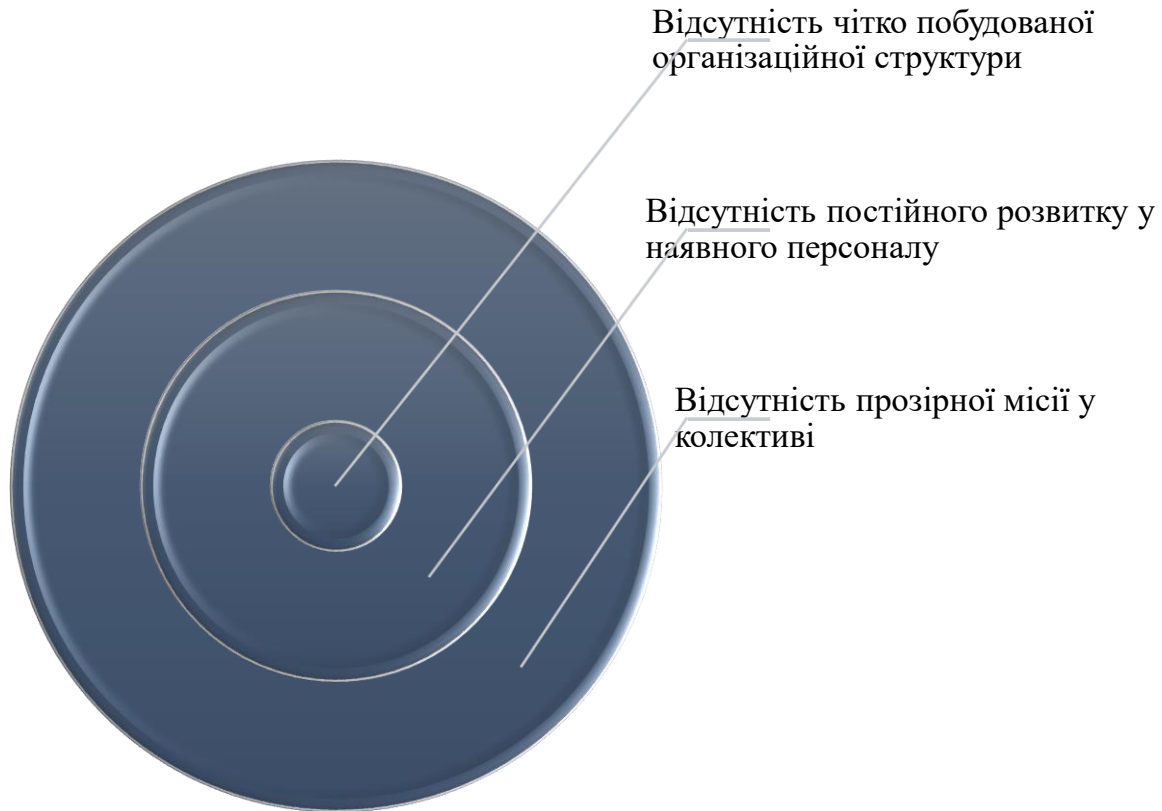 Відсутність чітко побудованої
організаційної структури
Відсутність постійного розвитку у
наявного персоналу
Відсутність прозірної місії у
колективі